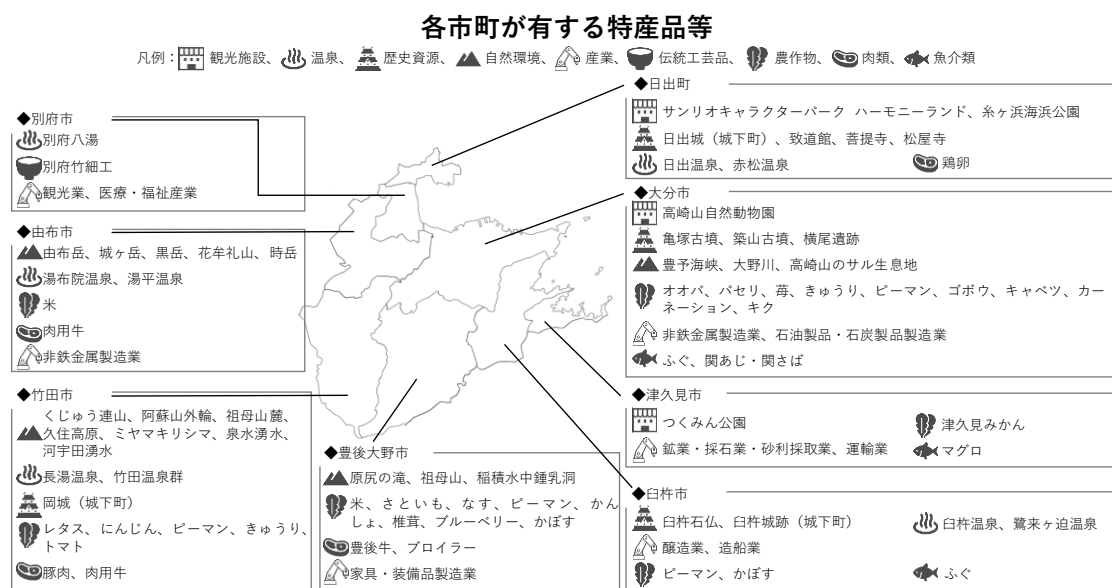 各市町が有する特産品等
凡例： 観光施設、 温泉、 歴史資源、 自然環境、 産業、 伝統工芸品、 農作物、 肉類、 魚介類
◆別府市
別府八湯
別府竹細工
観光業、医療・福祉産業
◆由布市
由布岳、城ヶ岳、黒岳、花牟礼山、時岳
湯布院温泉、湯平温泉
米
肉用牛
非鉄金属製造業
◆竹田市
くじゅう連山、阿蘇山外輪、祖母山麓、
久住高原、ミヤマキリシマ、泉水湧水、
河宇田湧水
長湯温泉、竹田温泉群
岡城（城下町）
レタス、にんじん、ピーマン、きゅうり、
トマト
豚肉、肉用牛
◆豊後大野市
原尻の滝、祖母山、稲積水中鍾乳洞
米、さといも、なす、ピーマン、かん
しょ、椎茸、ブルーベリー、かぼす
豊後牛、ブロイラー
家具・装備品製造業
◆日出町
サンリオキャラクターパーク ハーモニーランド、糸ヶ浜海浜公園
日出城（城下町）、致道館、菩提寺、松屋寺
日出温泉、赤松温泉
鶏卵
◆大分市
高崎山自然動物園
亀塚古墳、築山古墳、横尾遺跡
豊予海峡、大野川、高崎山のサル生息地
オオバ、パセリ、苺、きゅうり、ピーマン、ゴボウ、キャベツ、カー
ネーション、キク
非鉄金属製造業、石油製品・石炭製品製造業
ふぐ、関あじ・関さば
◆津久見市
つくみん公園
津久見みかん
鉱業・採石業・砂利採取業、運輸業
マグロ
◆臼杵市
臼杵石仏、臼杵城跡（城下町）
臼杵温泉、鷺来ヶ迫温泉
醸造業、造船業
ピーマン、かぼす
ふぐ